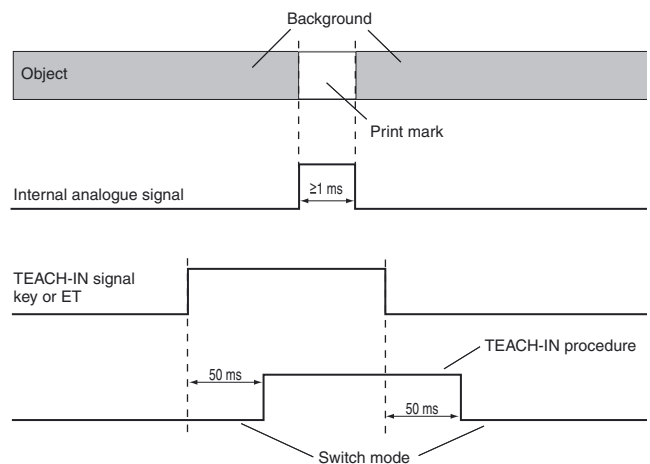 Background
Object
Print mark
Internal analogue signal
≥1 ms
TEACH-IN signal
key or ET
TEACH-IN procedure
50 ms
50 ms
Switch mode